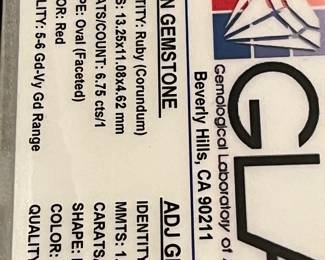 GLA
Gemological Laboratory of
Beverly Hills, CA 90211
N GEMSTONE
TITY: Ruby (Corundum)
S: 13.25x11.08x4.62 mm
ATS/COUNT: 6.75 cts/1
PE: Oval (Faceted)
OR: Red
LITY: 5-6 Gd-Vy Gd Range
ADJ G
IDENTI
MMTS: 1.
CARATS
SHAPE:
COLOR:
QUALIT